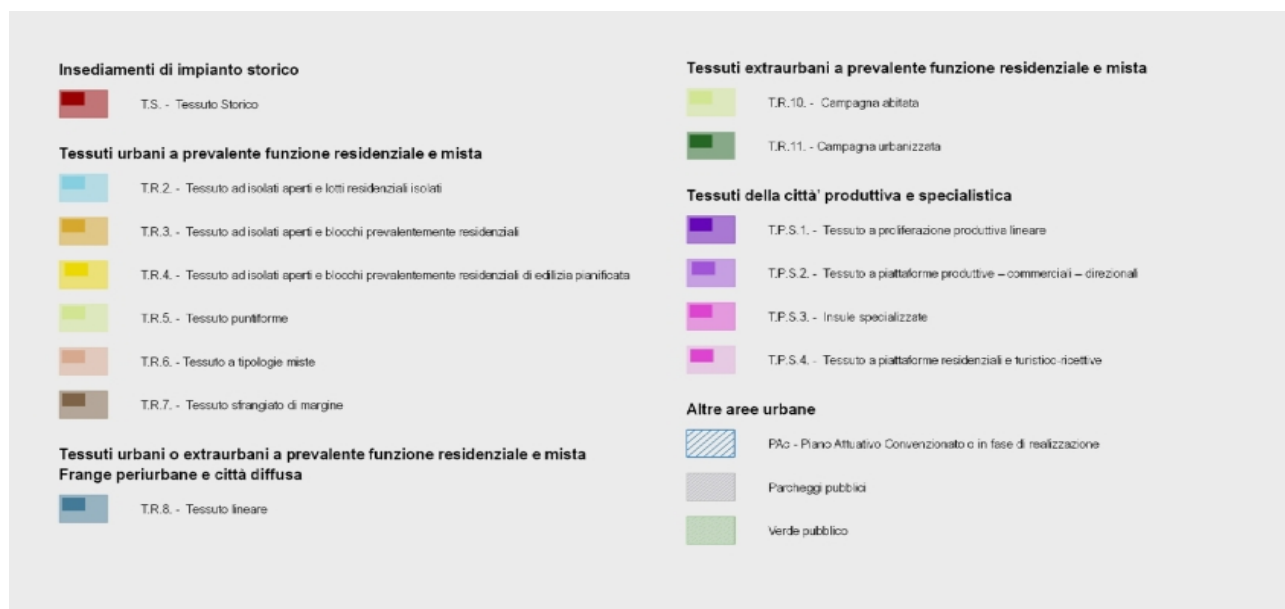 Insediamenti di impianto storico
T.S. - Tessuto Storico
Tessuti urbani a prevalente funzione residenziale e mista
T.R.2. - Tessuto ad isolati aperti e lotti residenziali isolati
T.R.3. - Tessuto ad isolati aperti e blocchi prevalentemente residenziali
T.R.4. - Tessuto ad isolati aperti e blocchi prevalentemente residenziali di edilizia pianificata
T.R.5. - Tessuto puntiforme
T.R.6. - Tessuto a tipologie miste
T.R.7. - Tessuto sfrangiato di margine
Tessuti urbani o extraurbani a prevalente funzione residenziale e mista
Frange periurbane e città diffusa
T.R.8. - Tessuto lineare
Tessuti extraurbani a prevalente funzione residenziale e mista
T.R.10. - Campagna abitata
T.R.11. - Campagna urbanizzata
Tessuti della città' produttiva e specialistica
T.P.S.1. - Tessuto a proliferazione produttiva lineare
T.P.S.2. - Tessuto a piattaforme produttive – commerciali – direzionali
T.P.S.3. - Insule specializzate
T.P.S.4. - Tessuto a piattaforme residenziali e turistico-ricettive
Altre aree urbane
PAc - Piano Attuativo Convenzionato o in fase di realizzazione
Parcheggi pubblici
Verde pubblico